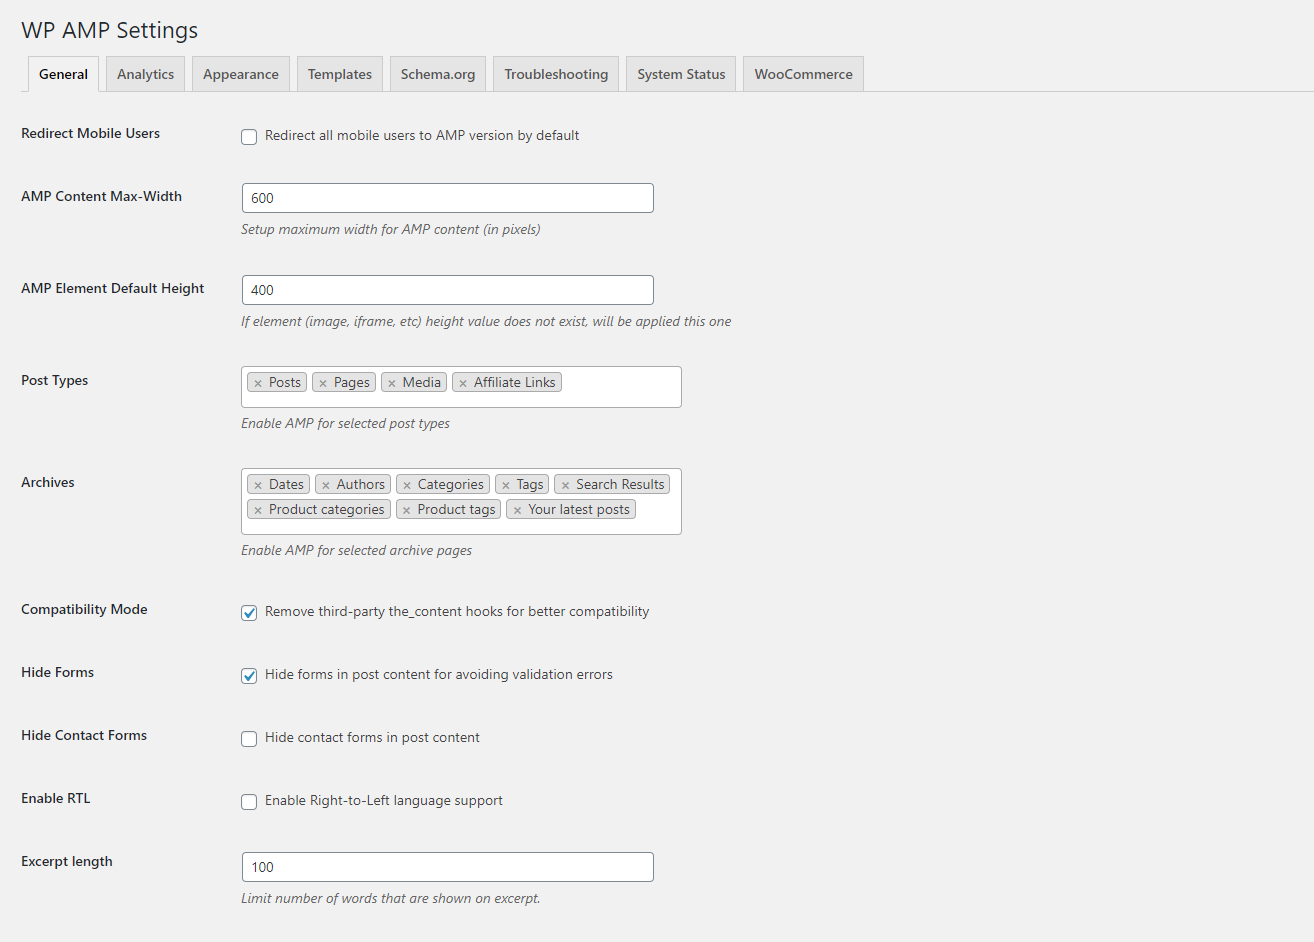 WP AMP Settings
General Analytics Appearance Templates Schema.org Troubleshooting System Status WooCommerce
Redirect Mobile Users Redirect all mobile users to AMP version by default
AMP Content Max-Width 600
Setup maximum width for AMP content (in pixels)
AMP Element Default Height 400
If element (image, iframe, etc) height value does not exist, will be applied this one
Post Types × Posts × Pages × Media × Affiliate Links
Enable AMP for selected post types
Archives × Dates × Authors × Categories × Tags × Search Results
× Product categories × Product tags × Your latest posts
Enable AMP for selected archive pages
Compatibility Mode Remove third-party the_content hooks for better compatibility
Hide Forms Hide forms in post content for avoiding validation errors
Hide Contact Forms Hide contact forms in post content
Enable RTL Enable Right-to-Left language support
Excerpt length 100
Limit number of words that are shown on excerpt.